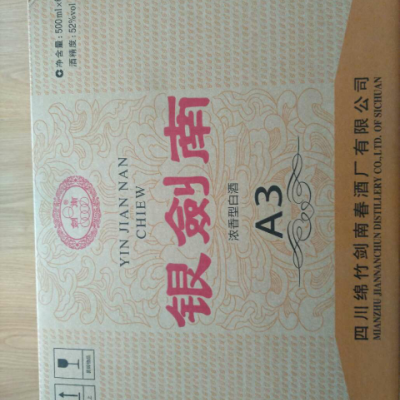 净含量:500ml×6
酒精度:52%vol
YIN JIAN NAN
CHIEW
银剑南
浓香型白酒
A3
四川绵竹剑南春酒厂有限公司
MIANZHU JIANNANCHUN DISTILLERY CO.,LTD. OF SICHUAN